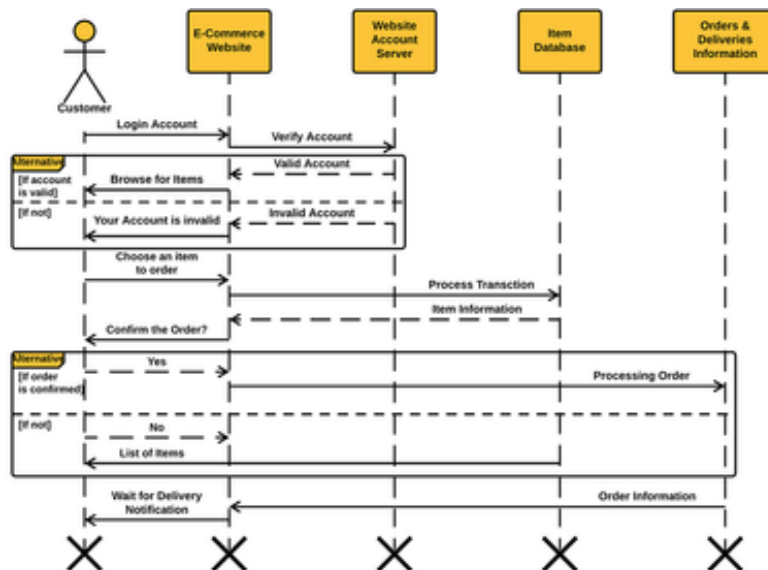 E-Commerce
Website
Website
Account
Server
Item
Database
Orders &
Deliveries
Information
Customer
Login Account
Verify Account
Alternative
Valid Account
[If account
is valid]
Browse for Items
[If not]
Invalid Account
Your Account is invalid
Choose an item
to order
Process Transction
Item Information
Confirm the Order?
Alternative
Yes
[If order
is confirmed]
Processing Order
[If not]
No
List of Items
Wait for Delivery
Notification
Order Information